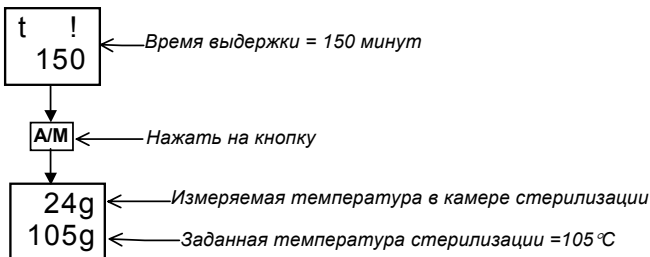 t !
150
Время выдержки = 150 минут
А/М
Нажать на кнопку
24g
Измеряемая температура в камере стерилизации
105g
Заданная температура стерилизации =105°С